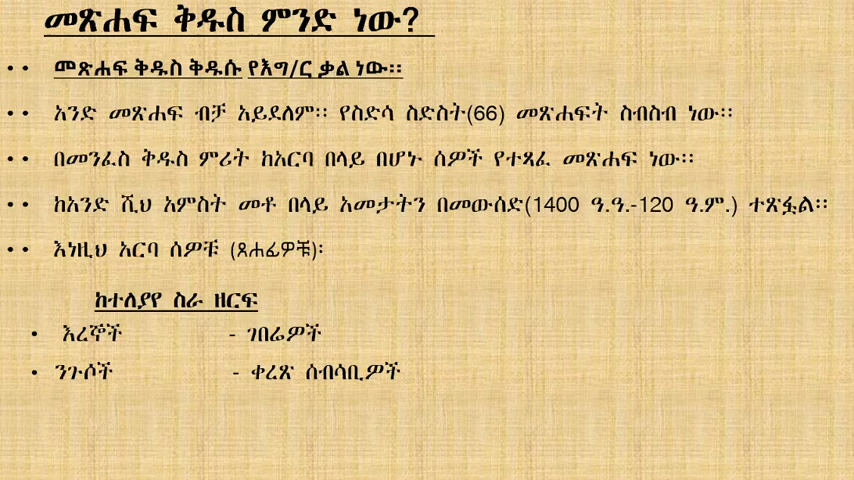 መጽሐፍ ቅዱስ ምንድ ነው?
• • መጽሐፍ ቅዱስ ቅዱሱ የእግ/ር ቃል ነው።
• • አንድ መጽሐፍ ብቻ አይደለም። የስድሳ ስድስት(66) መጽሐፍት ስብስብ ነው።
• • በመንፈስ ቅዱስ ምሪት ከአርባ በላይ በሆኑ ሰዎች የተጻፈ መጽሐፍ ነው።
• • ከአንድ ሺህ አምስት መቶ በላይ አመታትን በመውሰድ(1400 ዓ.ዓ.-120 ዓ.ም.) ተጽፏል።
• • እነዚህ አርባ ሰዎቹ (ጸሐፊዎቹ)፡
ከተለያየ ስራ ዘርፍ
• እረኞች - ገበሬዎች
• ንጉሶች - ቀረጽ ሰብሳቢዎች